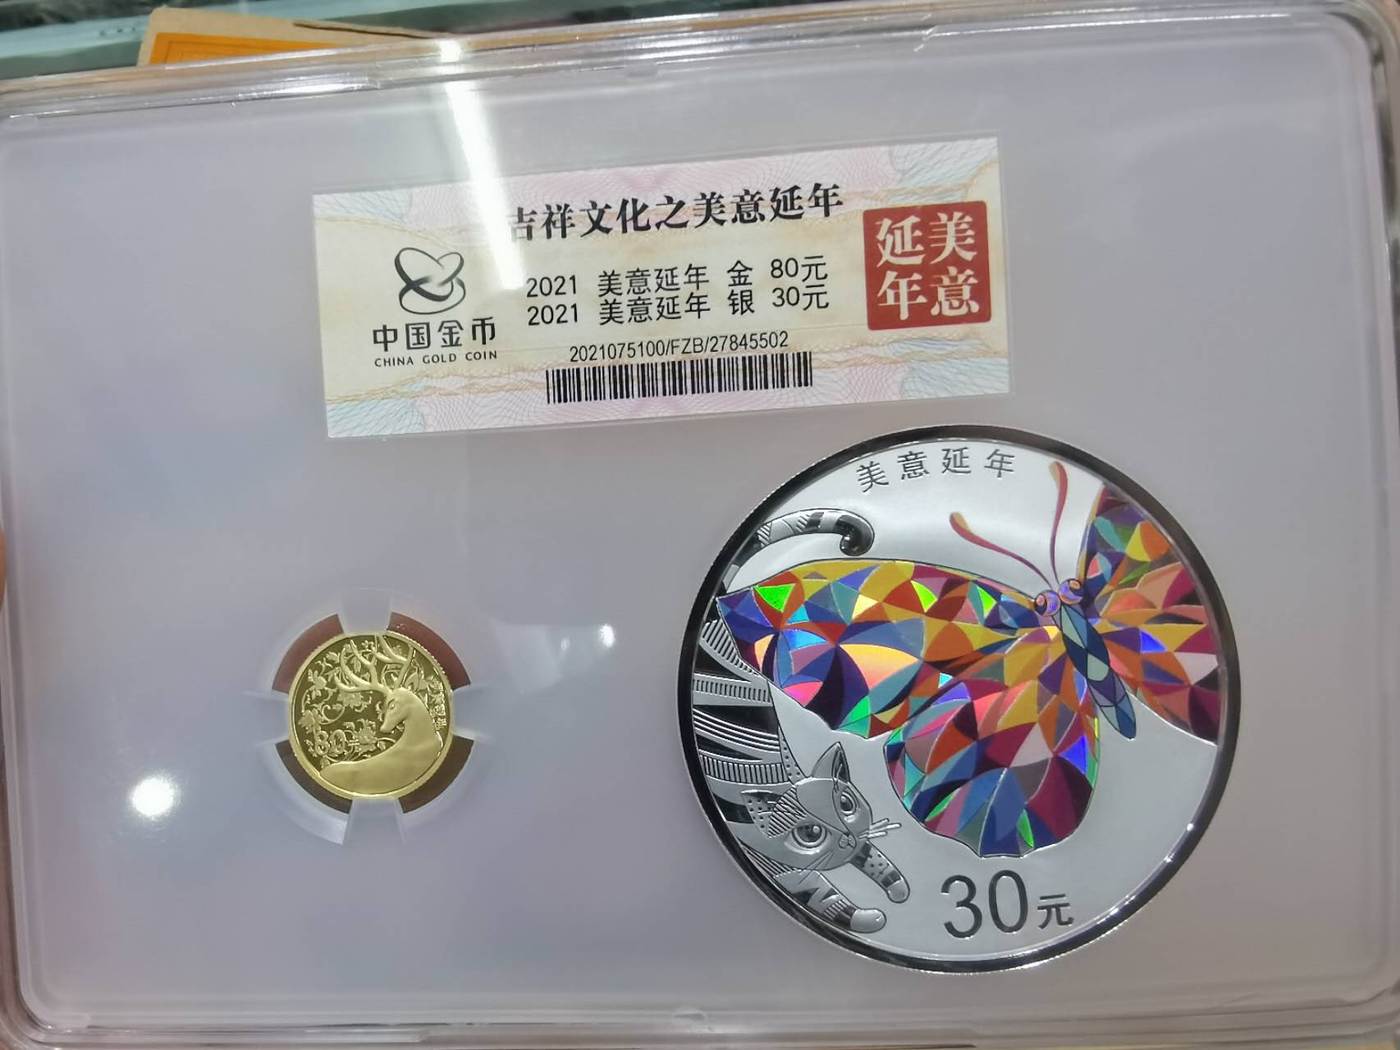 吉祥文化之美意延年
2021 美意延年 金 80元
2021 美意延年 银 30元
中国金币
CHINA GOLD COIN
2021075100/FZB/27845502
美意
延年
美意延年
30元